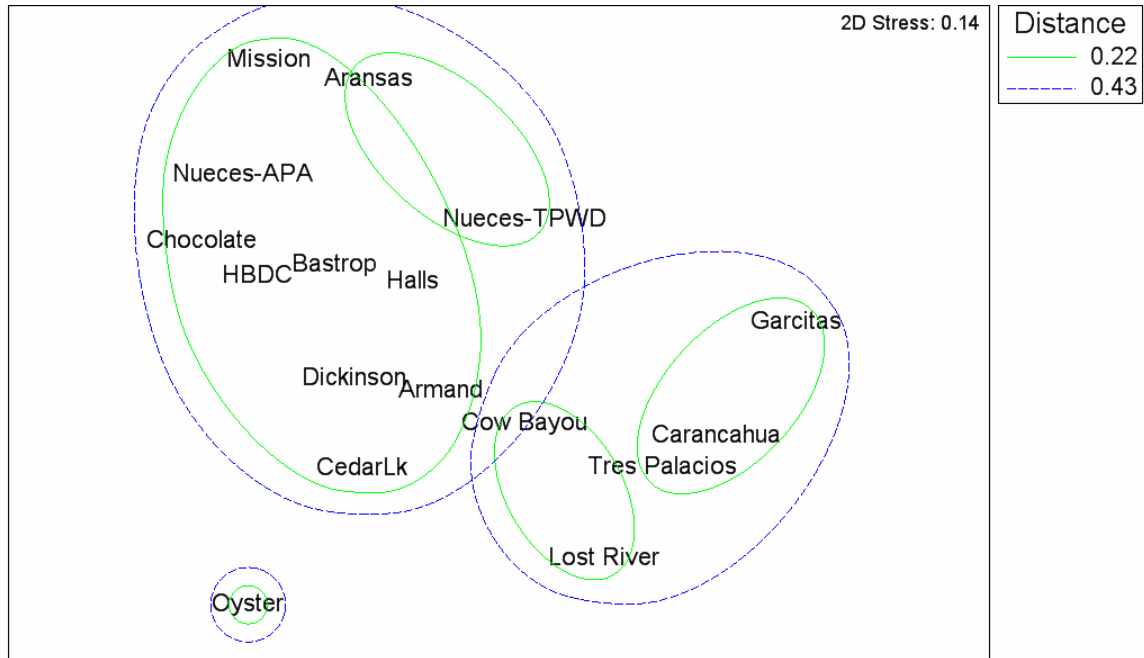 2D Stress: 0.14
Distance
0.22
0.43
Mission
Aransas
Nueces-APA
Nueces-TPWD
Chocolate
HBDC
Bastrop
Halls
Garcitas
Dickinson
Armand
Cow Bayou
Carancahua
Tres Palacios
CedarLk
Lost River
Oyster